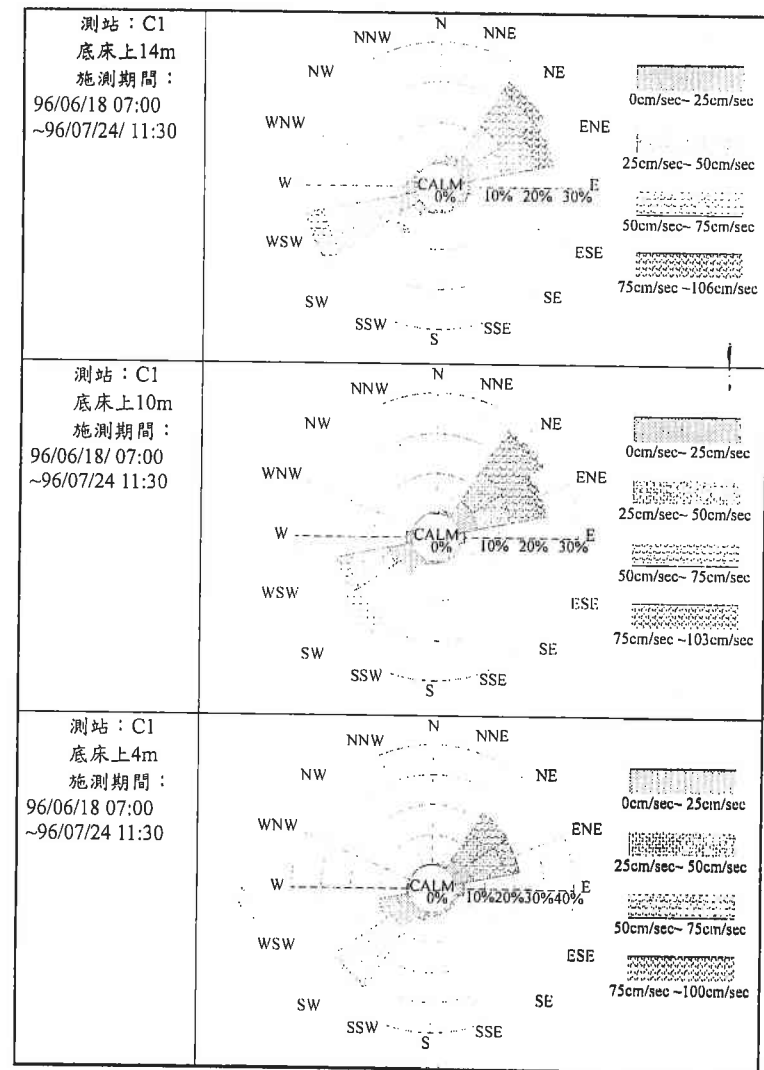 測站：C1
底床上14m
施測期間：
96/06/18 07:00
~96/07/24/ 11:30
N
NNW
NNE
NW
NE
WNW
ENE
W
CALM
0%
10%
20%
30%
E
WSW
ESE
SW
SE
SSW
SSE
S
0cm/sec~ 25cm/sec
25cm/sec~ 50cm/sec
50cm/sec~ 75cm/sec
75cm/sec ~106cm/sec
測站：C1
底床上10m
施測期間：
96/06/18/ 07:00
~96/07/24 11:30
N
NNW
NNE
NW
NE
WNW
ENE
W
CALM
0%
10%
20%
30%
E
WSW
ESE
SW
SE
SSW
SSE
S
0cm/sec~ 25cm/sec
25cm/sec~ 50cm/sec
50cm/sec~ 75cm/sec
75cm/sec ~103cm/sec
測站：C1
底床上4m
施測期間：
96/06/18 07:00
~96/07/24 11:30
N
NNW
NNE
NW
NE
WNW
ENE
W
CALM
0%
10%
20%
30%
40%
E
WSW
ESE
SW
SE
SSW
SSE
S
0cm/sec~ 25cm/sec
25cm/sec~ 50cm/sec
50cm/sec~ 75cm/sec
75cm/sec ~100cm/sec